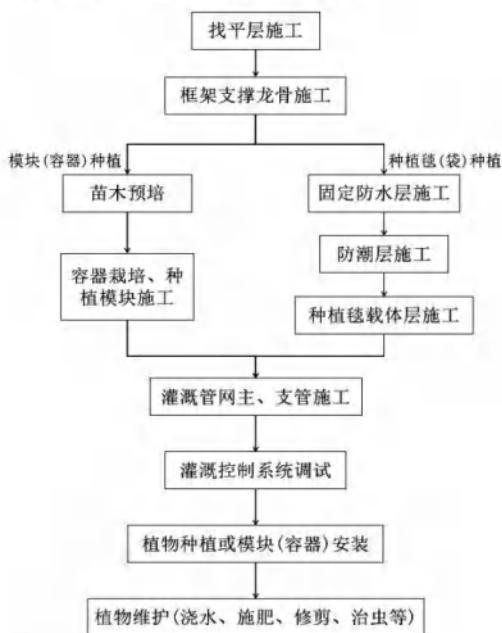 找平层施工
框架支撑龙骨施工
模块(容器)种植
种植毯(袋)种植
苗木预培
固定防水层施工
防潮层施工
容器栽培、种
植模块施工
种植毯载体层施工
灌溉管网主、支管施工
灌溉控制系统调试
植物种植或模块(容器)安装
植物维护(浇水、施肥、修剪、治虫等)